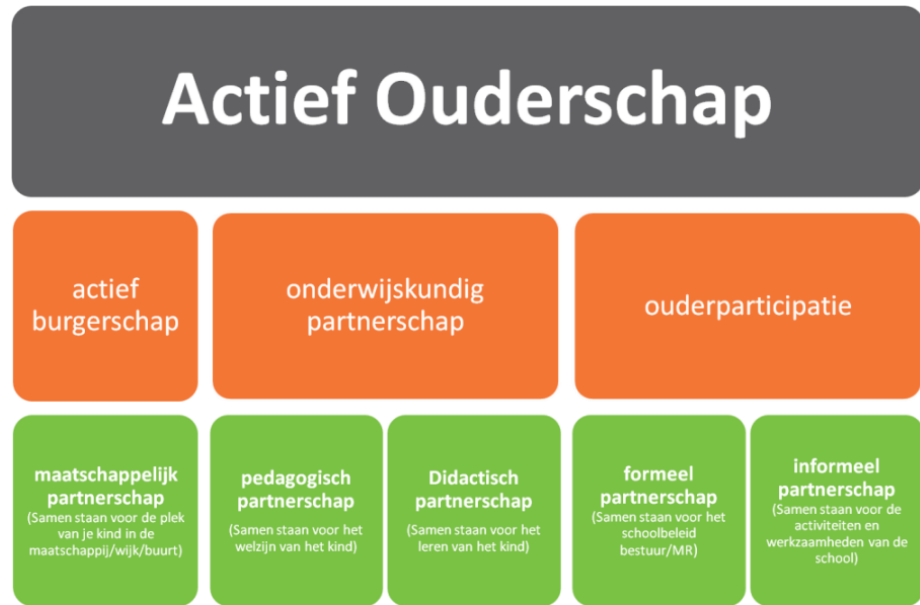 Actief Ouderschap
actief
burgerschap
onderwijskundig
partnerschap
ouderparticipatie
maatschappelijk
partnerschap
(Samen staan voor de plek
van je kind in de
maatschappij/wijk/buurt)
pedagogisch
partnerschap
(Samen staan voor het
welzijn van het kind)
Didactisch
partnerschap
(Samen staan voor het
leren van het kind)
formeel
partnerschap
(Samen staan voor het
schoolbeleid
bestuur/MR)
informeel
partnerschap
(Samen staan voor de
activiteiten en
werkzaamheden van de
school)